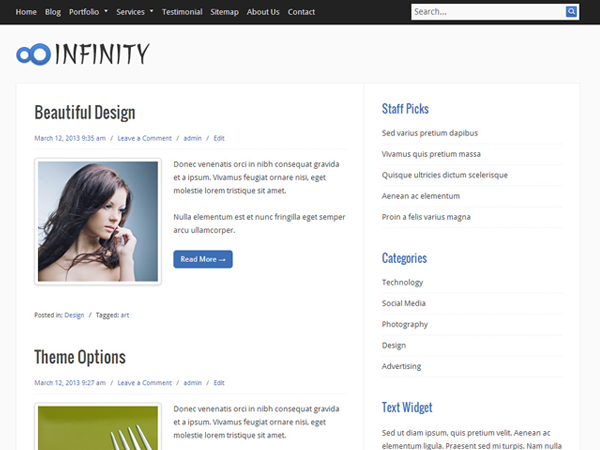 Home Blog Portfolio Services Testimonial Sitemap About Us Contact Search...
INFINITY
Beautiful Design
March 12, 2013 9:35 am / Leave a Comment / admin / Edit
Donec venenatis orci in nibh consequat gravida
et a ipsum. Vivamus feugiat ornare nisi, eget
molestie lorem tristique sit amet.
Nulla elementum est et nunc fringilla eget semper
arcu ullamcorper.
Read More →
Posted in: Design / Tagged: art
Theme Options
March 12, 2013 9:27 am / Leave a Comment / admin / Edit
Donec venenatis orci in nibh consequat gravida
et a ipsum. Vivamus feugiat ornare nisi, eget
molestie lorem tristique sit amet.
Staff Picks
Sed varius pretium dapibus
Vivamus quis pretium massa
Quisque ultricies dictum scelerisque
Aenean ac elementum
Proin a felis varius magna
Categories
Technology
Social Media
Photography
Design
Advertising
Text Widget
Sed ut diam ipsum, quis pretium velit. Aenean ac
elementum ligula. Praesent sed mi turpis. Nam nulla